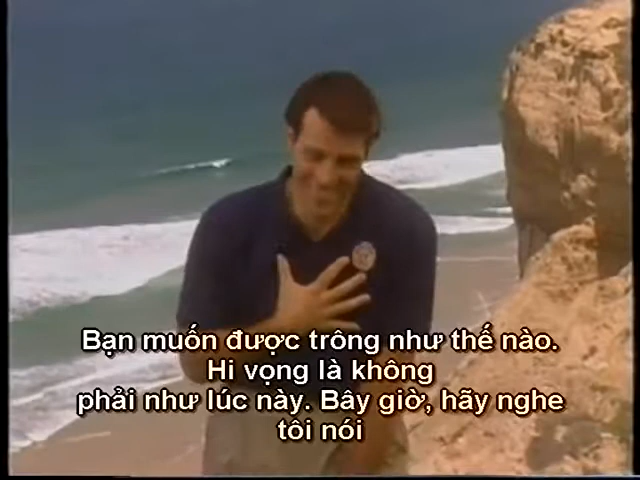 Bạn muốn được trông như thế nào.
Hi vọng là không
phải như lúc này. Bây giờ, hãy nghe
tôi nói